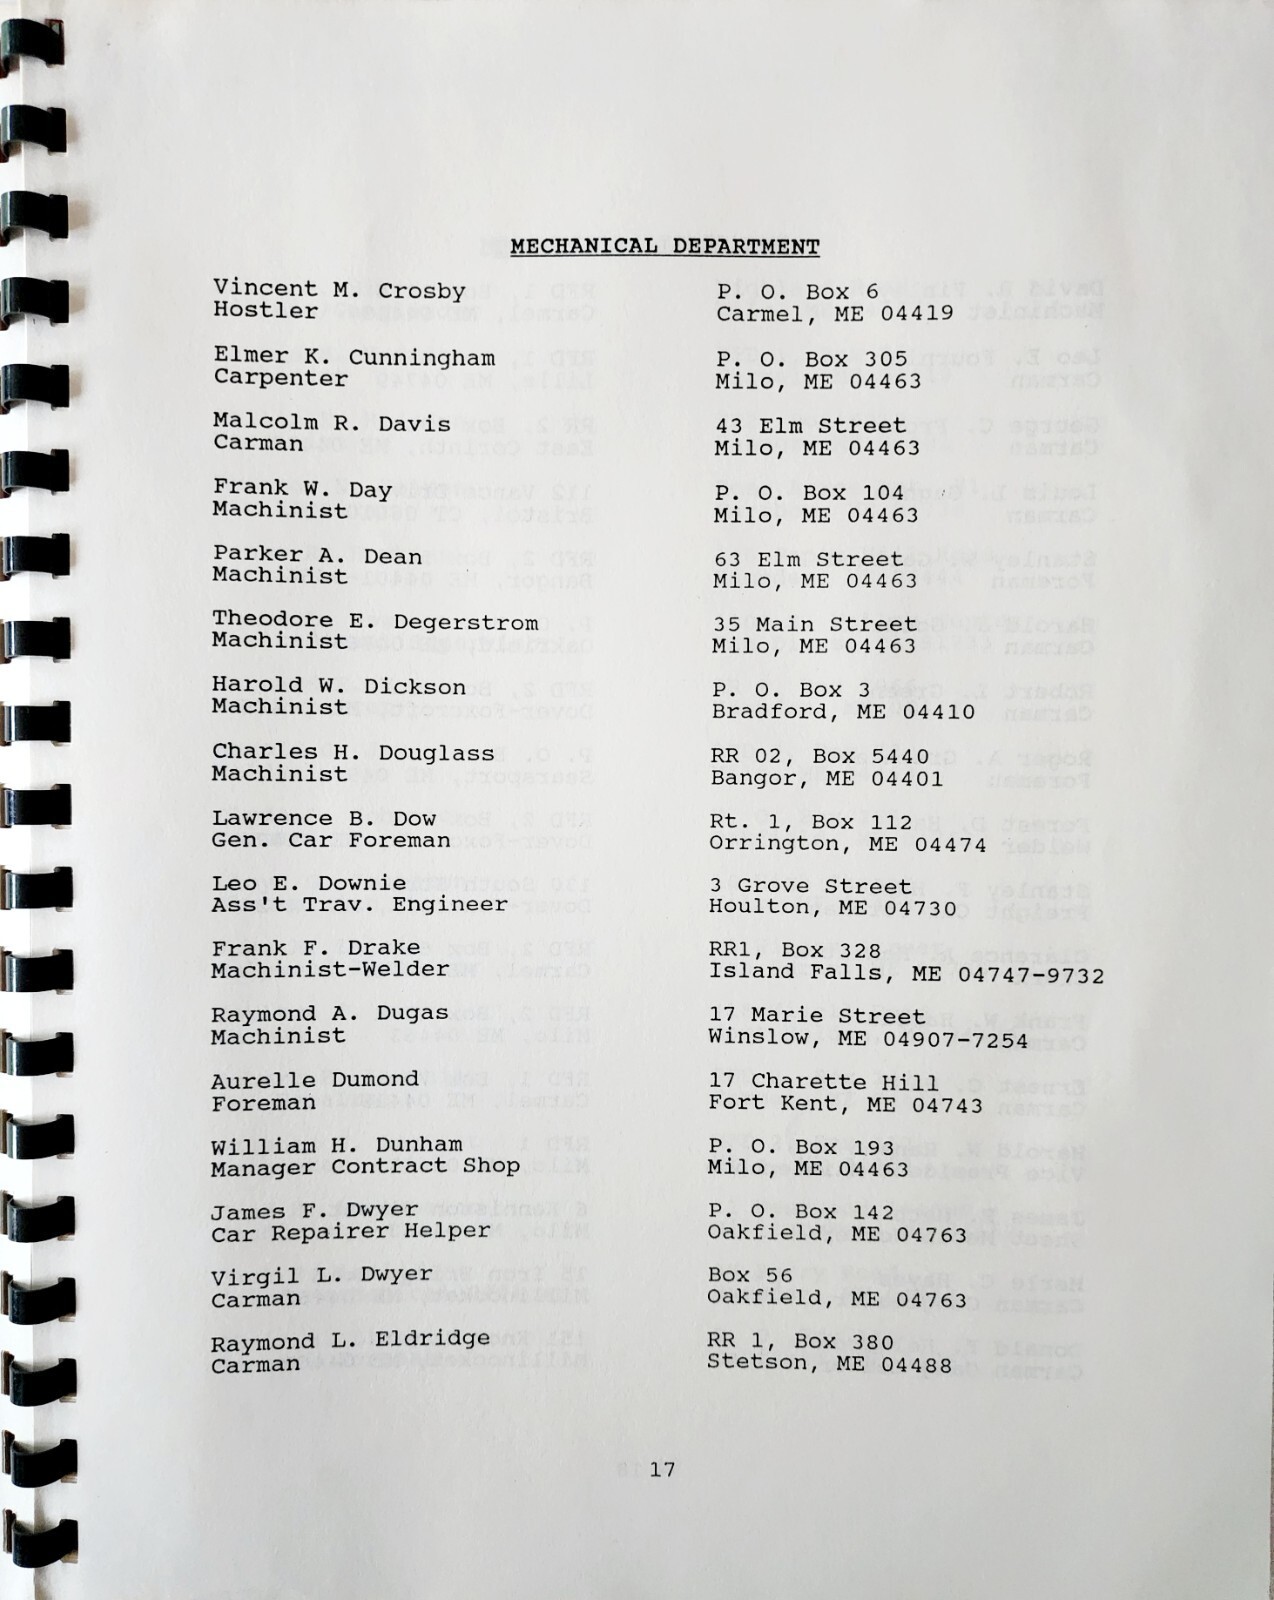 MECHANICAL DEPARTMENT
Vincent M. Crosby P. O. Box 6
Hostler Carmel, ME 04419
Elmer K. Cunningham P. O. Box 305
Carpenter Milo, ME 04463
Malcolm R. Davis 43 Elm Street
Carman Milo, ME 04463
Frank W. Day P. O. Box 104
Machinist Milo, ME 04463
Parker A. Dean 63 Elm Street
Machinist Milo, ME 04463
Theodore E. Degerstrom 35 Main Street
Machinist Milo, ME 04463
Harold W. Dickson P. O. Box 3
Machinist Bradford, ME 04410
Charles H. Douglass RR 02, Box 5440
Machinist Bangor, ME 04401
Lawrence B. Dow Rt. 1, Box 112
Gen. Car Foreman Orrington, ME 04474
Leo E. Downie 3 Grove Street
Ass't Trav. Engineer Houlton, ME 04730
Frank F. Drake RR1, Box 328
Machinist-Welder Island Falls, ME 04747-9732
Raymond A. Dugas 17 Marie Street
Machinist Winslow, ME 04907-7254
Aurelle Dumond 17 Charette Hill
Foreman Fort Kent, ME 04743
William H. Dunham P. O. Box 193
Manager Contract Shop Milo, ME 04463
James F. Dwyer P. O. Box 142
Car Repairer Helper Oakfield, ME 04763
Virgil L. Dwyer Box 56
Carman Oakfield, ME 04763
Raymond L. Eldridge RR 1, Box 380
Carman Stetson, ME 04488
17